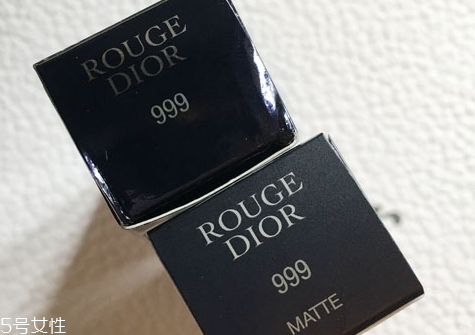 ROUGE
DIOR
999
ROUGE
DIOR
999
MATTE
5号女性